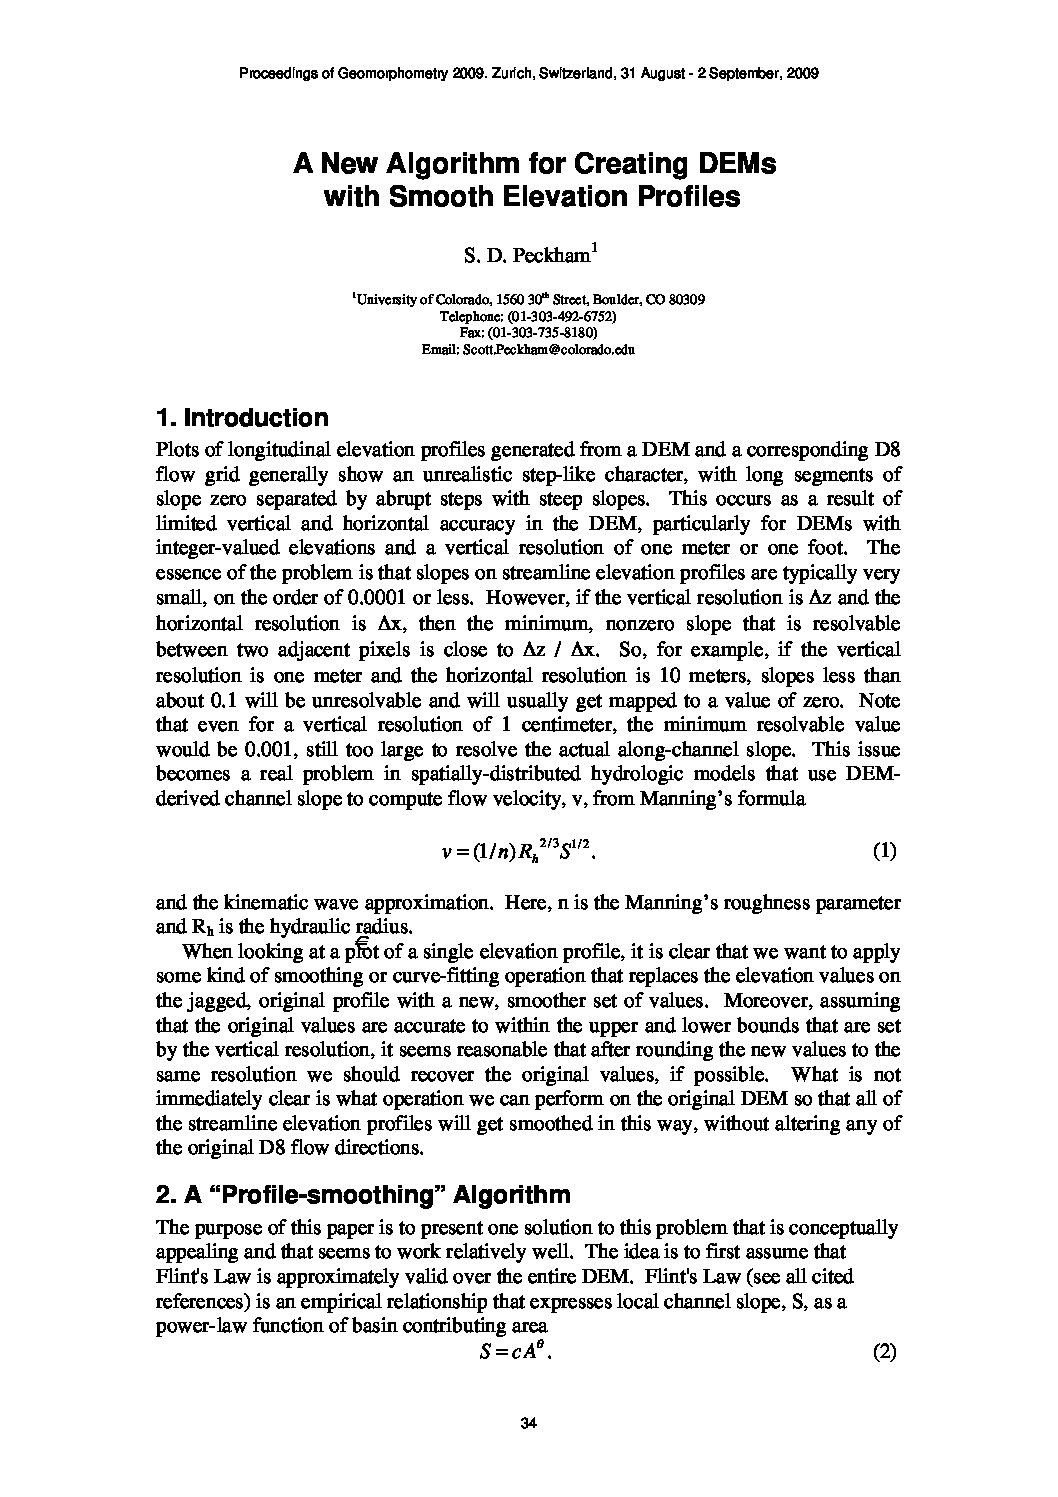 Proceedings of Geomorphometry 2009. Zurich, Switzerland, 31 August - 2 September, 2009
A New Algorithm for Creating DEMs
with Smooth Elevation Profiles
S. D. Peckham1
1University of Colorado, 1560 30th Street, Boulder, CO 80309
Telephone: (01-303-492-6752)
Fax: (01-303-735-8180)
Email: Scott.Peckham@colorado.edu
1. Introduction
Plots of longitudinal elevation profiles generated from a DEM and a corresponding D8
flow grid generally show an unrealistic step-like character, with long segments of
slope zero separated by abrupt steps with steep slopes. This occurs as a result of
limited vertical and horizontal accuracy in the DEM, particularly for DEMs with
integer-valued elevations and a vertical resolution of one meter or one foot. The
essence of the problem is that slopes on streamline elevation profiles are typically very
small, on the order of 0.0001 or less. However, if the vertical resolution is Δz and the
horizontal resolution is Δx, then the minimum, nonzero slope that is resolvable
between two adjacent pixels is close to Δz / Δx. So, for example, if the vertical
resolution is one meter and the horizontal resolution is 10 meters, slopes less than
about 0.1 will be unresolvable and will usually get mapped to a value of zero. Note
that even for a vertical resolution of 1 centimeter, the minimum resolvable value
would be 0.001, still too large to resolve the actual along-channel slope. This issue
becomes a real problem in spatially-distributed hydrologic models that use DEM-
derived channel slope to compute flow velocity, v, from Manning's formula
v = (1/n) Rh^2/3 S^1/2. (1)
and the kinematic wave approximation. Here, n is the Manning's roughness parameter
and Rh is the hydraulic radius.
When looking at a plot of a single elevation profile, it is clear that we want to apply
some kind of smoothing or curve-fitting operation that replaces the elevation values on
the jagged, original profile with a new, smoother set of values. Moreover, assuming
that the original values are accurate to within the upper and lower bounds that are set
by the vertical resolution, it seems reasonable that after rounding the new values to the
same resolution we should recover the original values, if possible. What is not
immediately clear is what operation we can perform on the original DEM so that all of
the streamline elevation profiles will get smoothed in this way, without altering any of
the original D8 flow directions.
2. A “Profile-smoothing” Algorithm
The purpose of this paper is to present one solution to this problem that is conceptually
appealing and that seems to work relatively well. The idea is to first assume that
Flint's Law is approximately valid over the entire DEM. Flint's Law (see all cited
references) is an empirical relationship that expresses local channel slope, S, as a
power-law function of basin contributing area
S = c A^θ. (2)
34